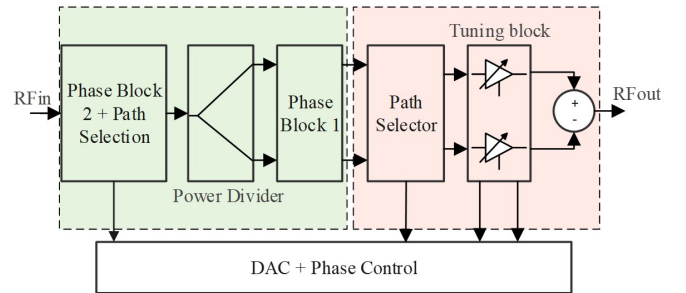 Tuning block
RFin
Phase Block
2 + Path
Selection
Phase
Block 1
Path
Selector
+
-
RFout
Power Divider
DAC + Phase Control